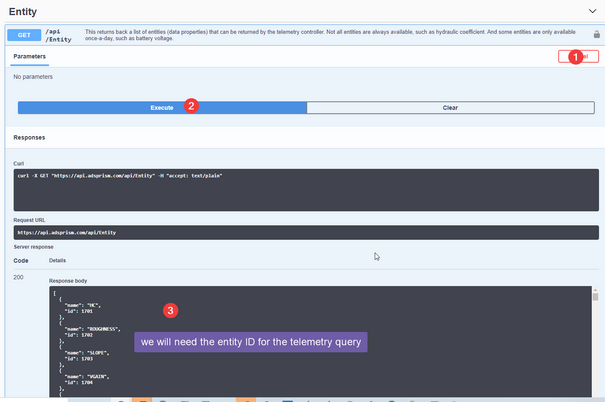 Entity
GET /api/Entity This returns back a list of entities (data properties) that can be returned by the telemetry controller. Not all entities are always available, such as hydraulic coefficient. And some entities are only available
once-a-day, such as battery voltage.
Parameters
1
No parameters
Execute 2 Clear
Responses
Curl
curl -X GET "https://api.adsprism.com/api/Entity" -H "accept: text/plain"
Request URL
https://api.adsprism.com/api/Entity
Server response
Code Details
200
Response body
[
{
"name": "HC",
"id": 1701
},
{
"name": "ROUGHNESS",
"id": 1702
},
{
"name": "SLOPE",
"id": 1703
},
{
"name": "VGAIN",
"id": 1704
},
{
3
we will need the entity ID for the telemetry query